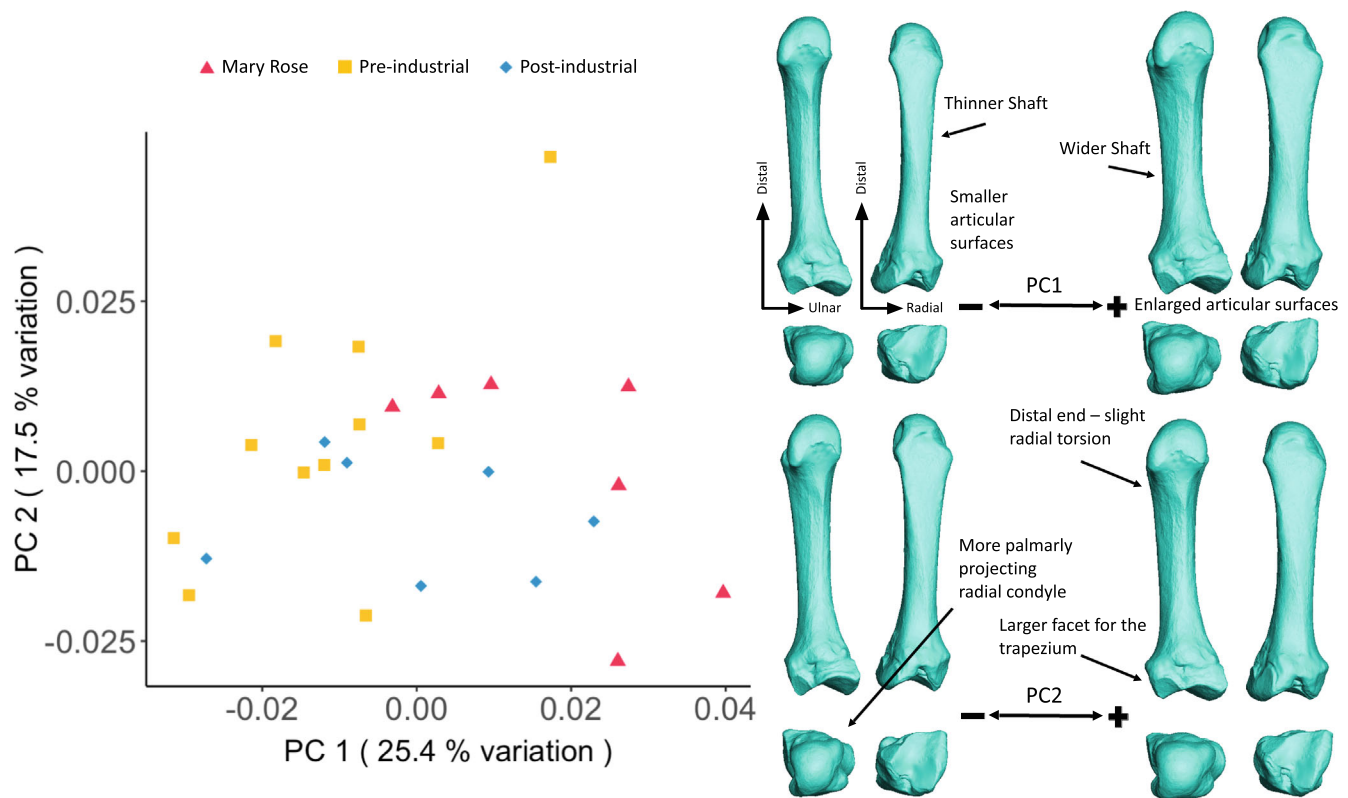 Mary Rose
Pre-industrial
Post-industrial
PC 2 ( 17.5 % variation )
0.025
0.000
-0.025
-0.02
0.00
0.02
0.04
PC 1 ( 25.4 % variation )
Thinner Shaft
Wider Shaft
Distal
Distal
Smaller
articular
surfaces
Ulnar
Radial
PC1
−
+
Enlarged articular surfaces
Distal end – slight
radial torsion
More palmarly
projecting
radial condyle
Larger facet for the
trapezium
PC2
−
+